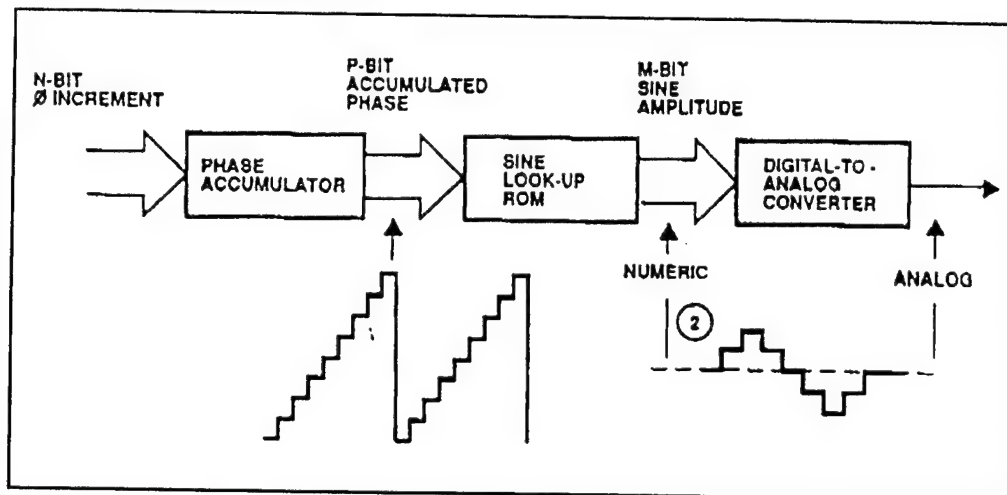 N-BIT
Ø INCREMENT
P-BIT
ACCUMULATED
PHASE
M-BIT
SINE
AMPLITUDE
PHASE
ACCUMULATOR
SINE
LOOK-UP
ROM
DIGITAL-TO-
ANALOG
CONVERTER
NUMERIC
ANALOG
2